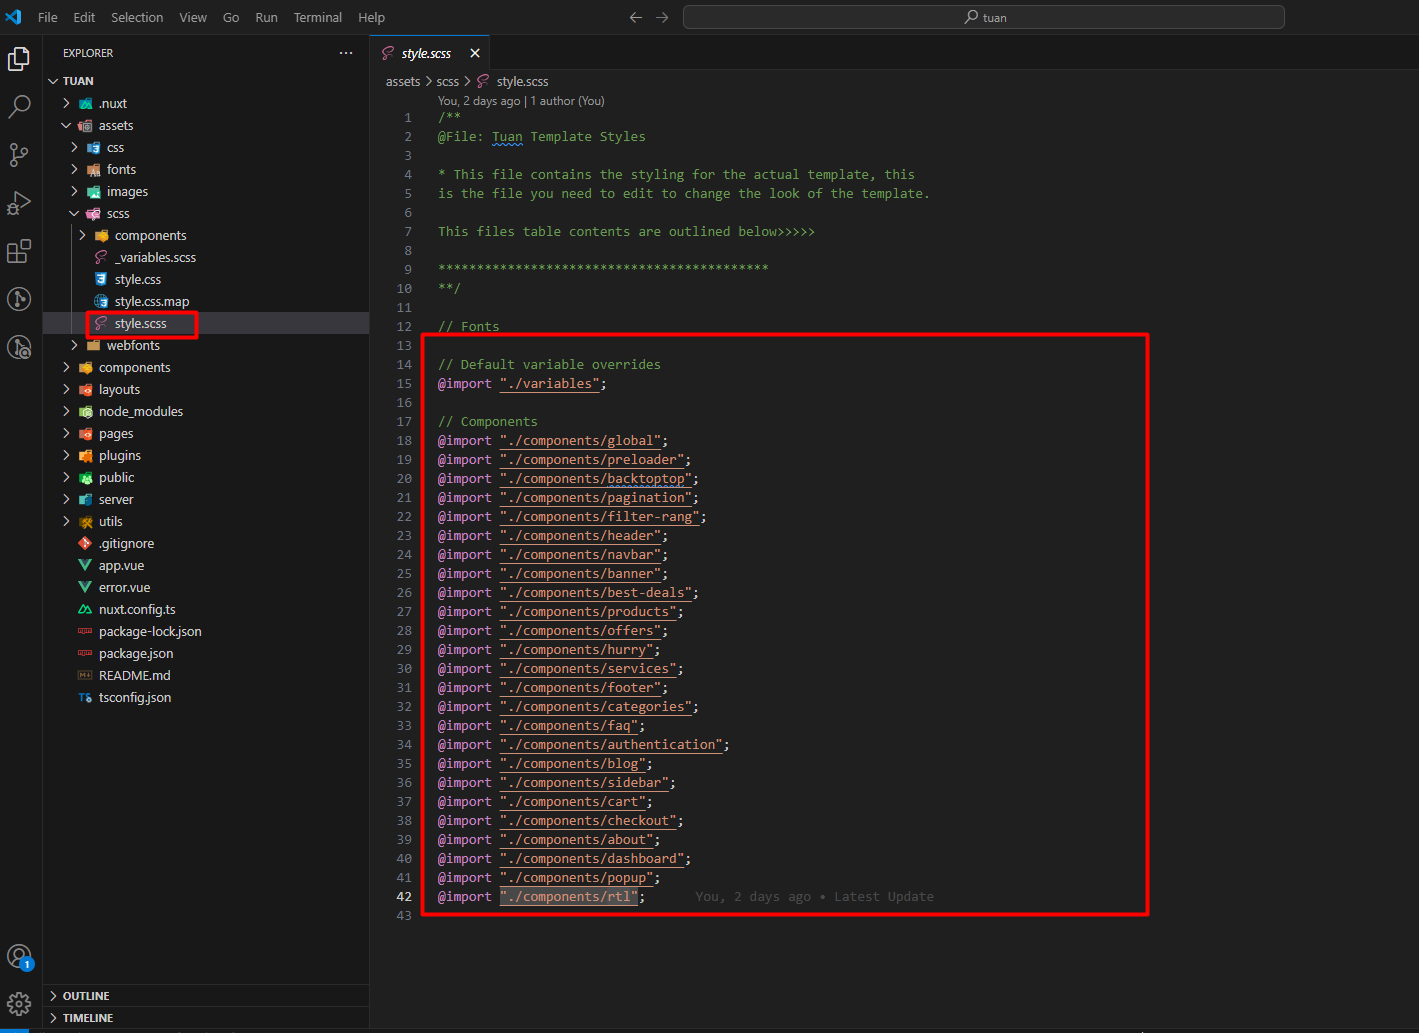 File Edit Selection View Go Run Terminal Help
tuan
EXPLORER
TUAN
.nuxt
assets
css
fonts
images
scss
components
_variables.scss
style.css
style.css.map
style.scss
webfonts
components
layouts
node_modules
pages
plugins
public
server
utils
.gitignore
app.vue
error.vue
nuxt.config.ts
package-lock.json
package.json
README.md
tsconfig.json
OUTLINE
TIMELINE
1
style.scss
assets > scss > style.scss
You, 2 days ago | 1 author (You)
1 /**
2 @File: Tuan Template Styles
3
4 * This file contains the styling for the actual template, this
5 is the file you need to edit to change the look of the template.
6
7 This files table contents are outlined below>>>>>
8
9 *******************************************
10 **/
11
12 // Fonts
13
14 // Default variable overrides
15 @import "./variables";
16
17 // Components
18 @import "./components/global";
19 @import "./components/preloader";
20 @import "./components/backtoptop";
21 @import "./components/pagination";
22 @import "./components/filter-rang";
23 @import "./components/header";
24 @import "./components/navbar";
25 @import "./components/banner";
26 @import "./components/best-deals";
27 @import "./components/products";
28 @import "./components/offers";
29 @import "./components/hurry";
30 @import "./components/services";
31 @import "./components/footer";
32 @import "./components/categories";
33 @import "./components/faq";
34 @import "./components/authentication";
35 @import "./components/blog";
36 @import "./components/sidebar";
37 @import "./components/cart";
38 @import "./components/checkout";
39 @import "./components/about";
40 @import "./components/dashboard";
41 @import "./components/popup";
42 @import "./components/rtl"; You, 2 days ago • Latest Update
43